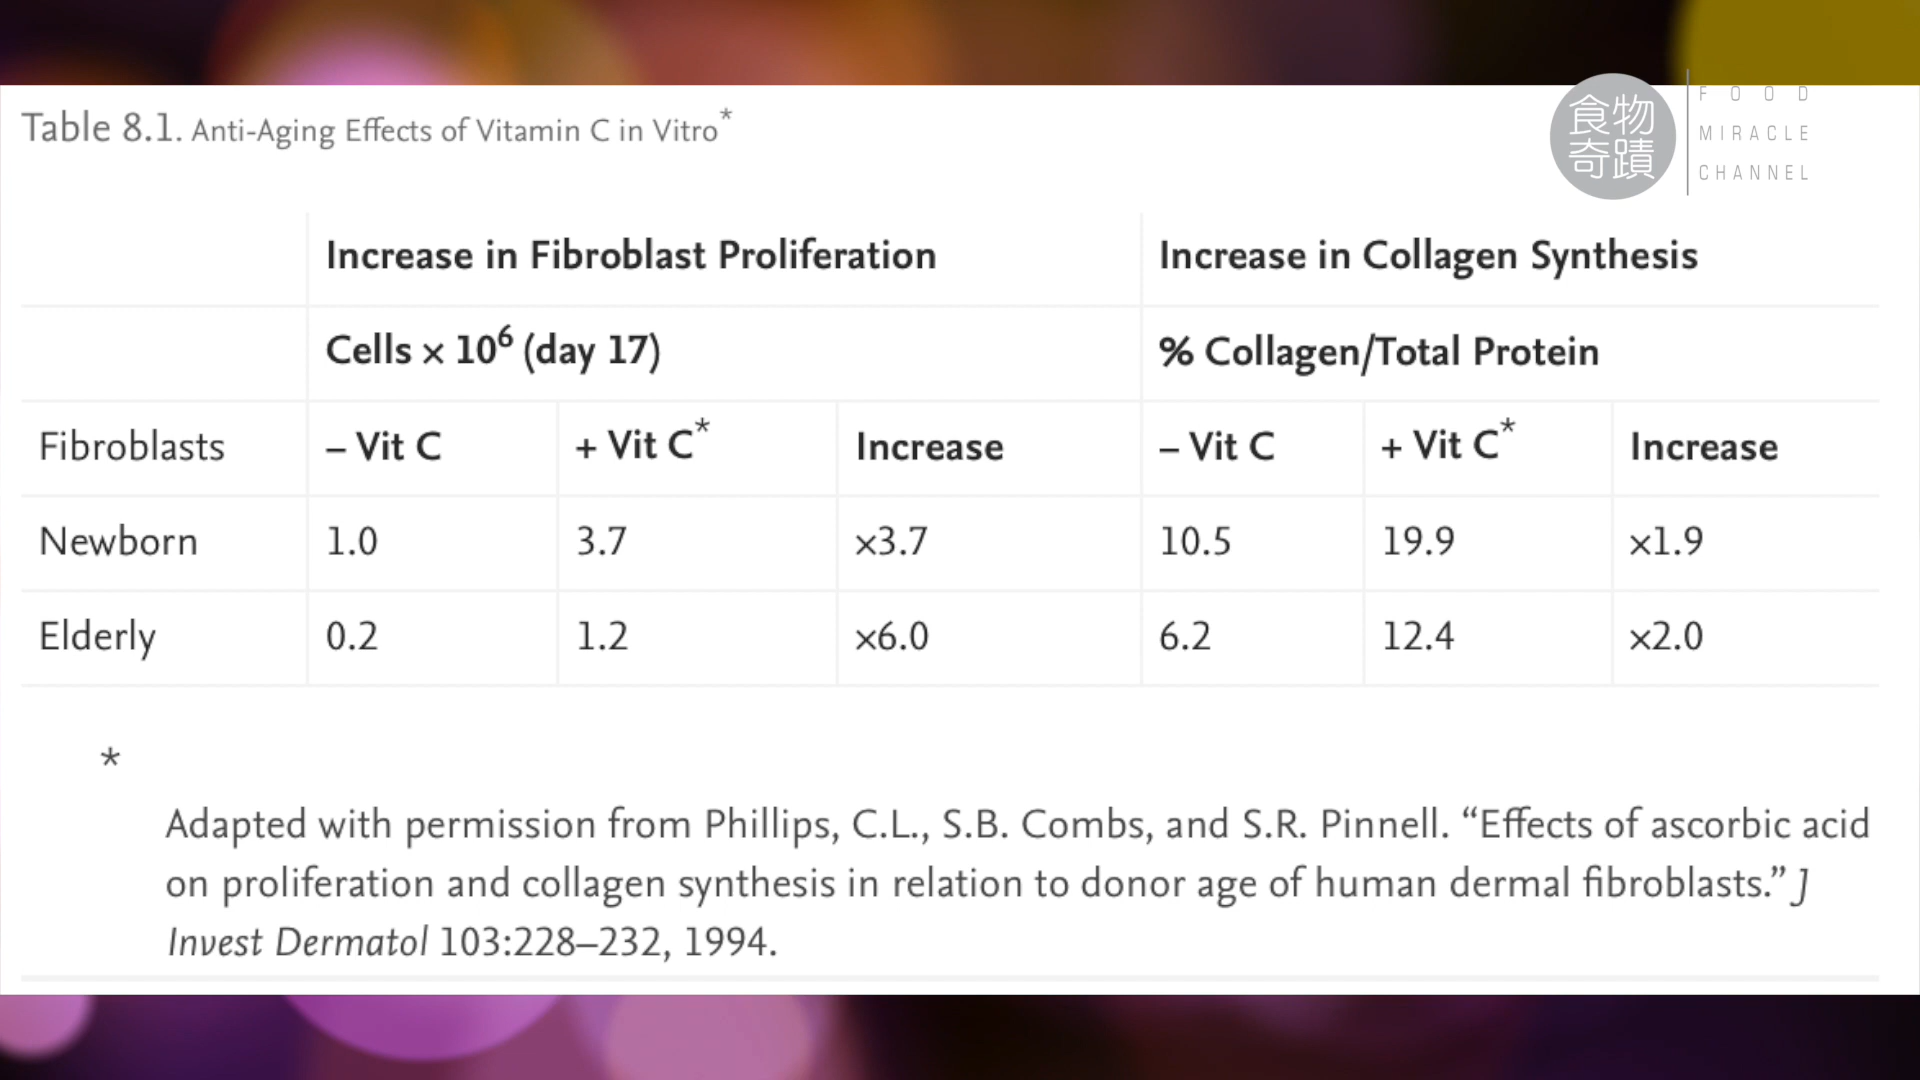 Table 8.1. Anti-Aging Effects of Vitamin C in Vitro*
食物
奇蹟
FOOD
MIRACLE
CHANNEL
Increase in Fibroblast Proliferation Increase in Collagen Synthesis
Cells × 10⁶ (day 17) % Collagen/Total Protein
Fibroblasts – Vit C + Vit C* Increase – Vit C + Vit C* Increase
Newborn 1.0 3.7 ×3.7 10.5 19.9 ×1.9
Elderly 0.2 1.2 ×6.0 6.2 12.4 ×2.0
*
Adapted with permission from Phillips, C.L., S.B. Combs, and S.R. Pinnell. “Effects of ascorbic acid
on proliferation and collagen synthesis in relation to donor age of human dermal fibroblasts.” J
Invest Dermatol 103:228–232, 1994.